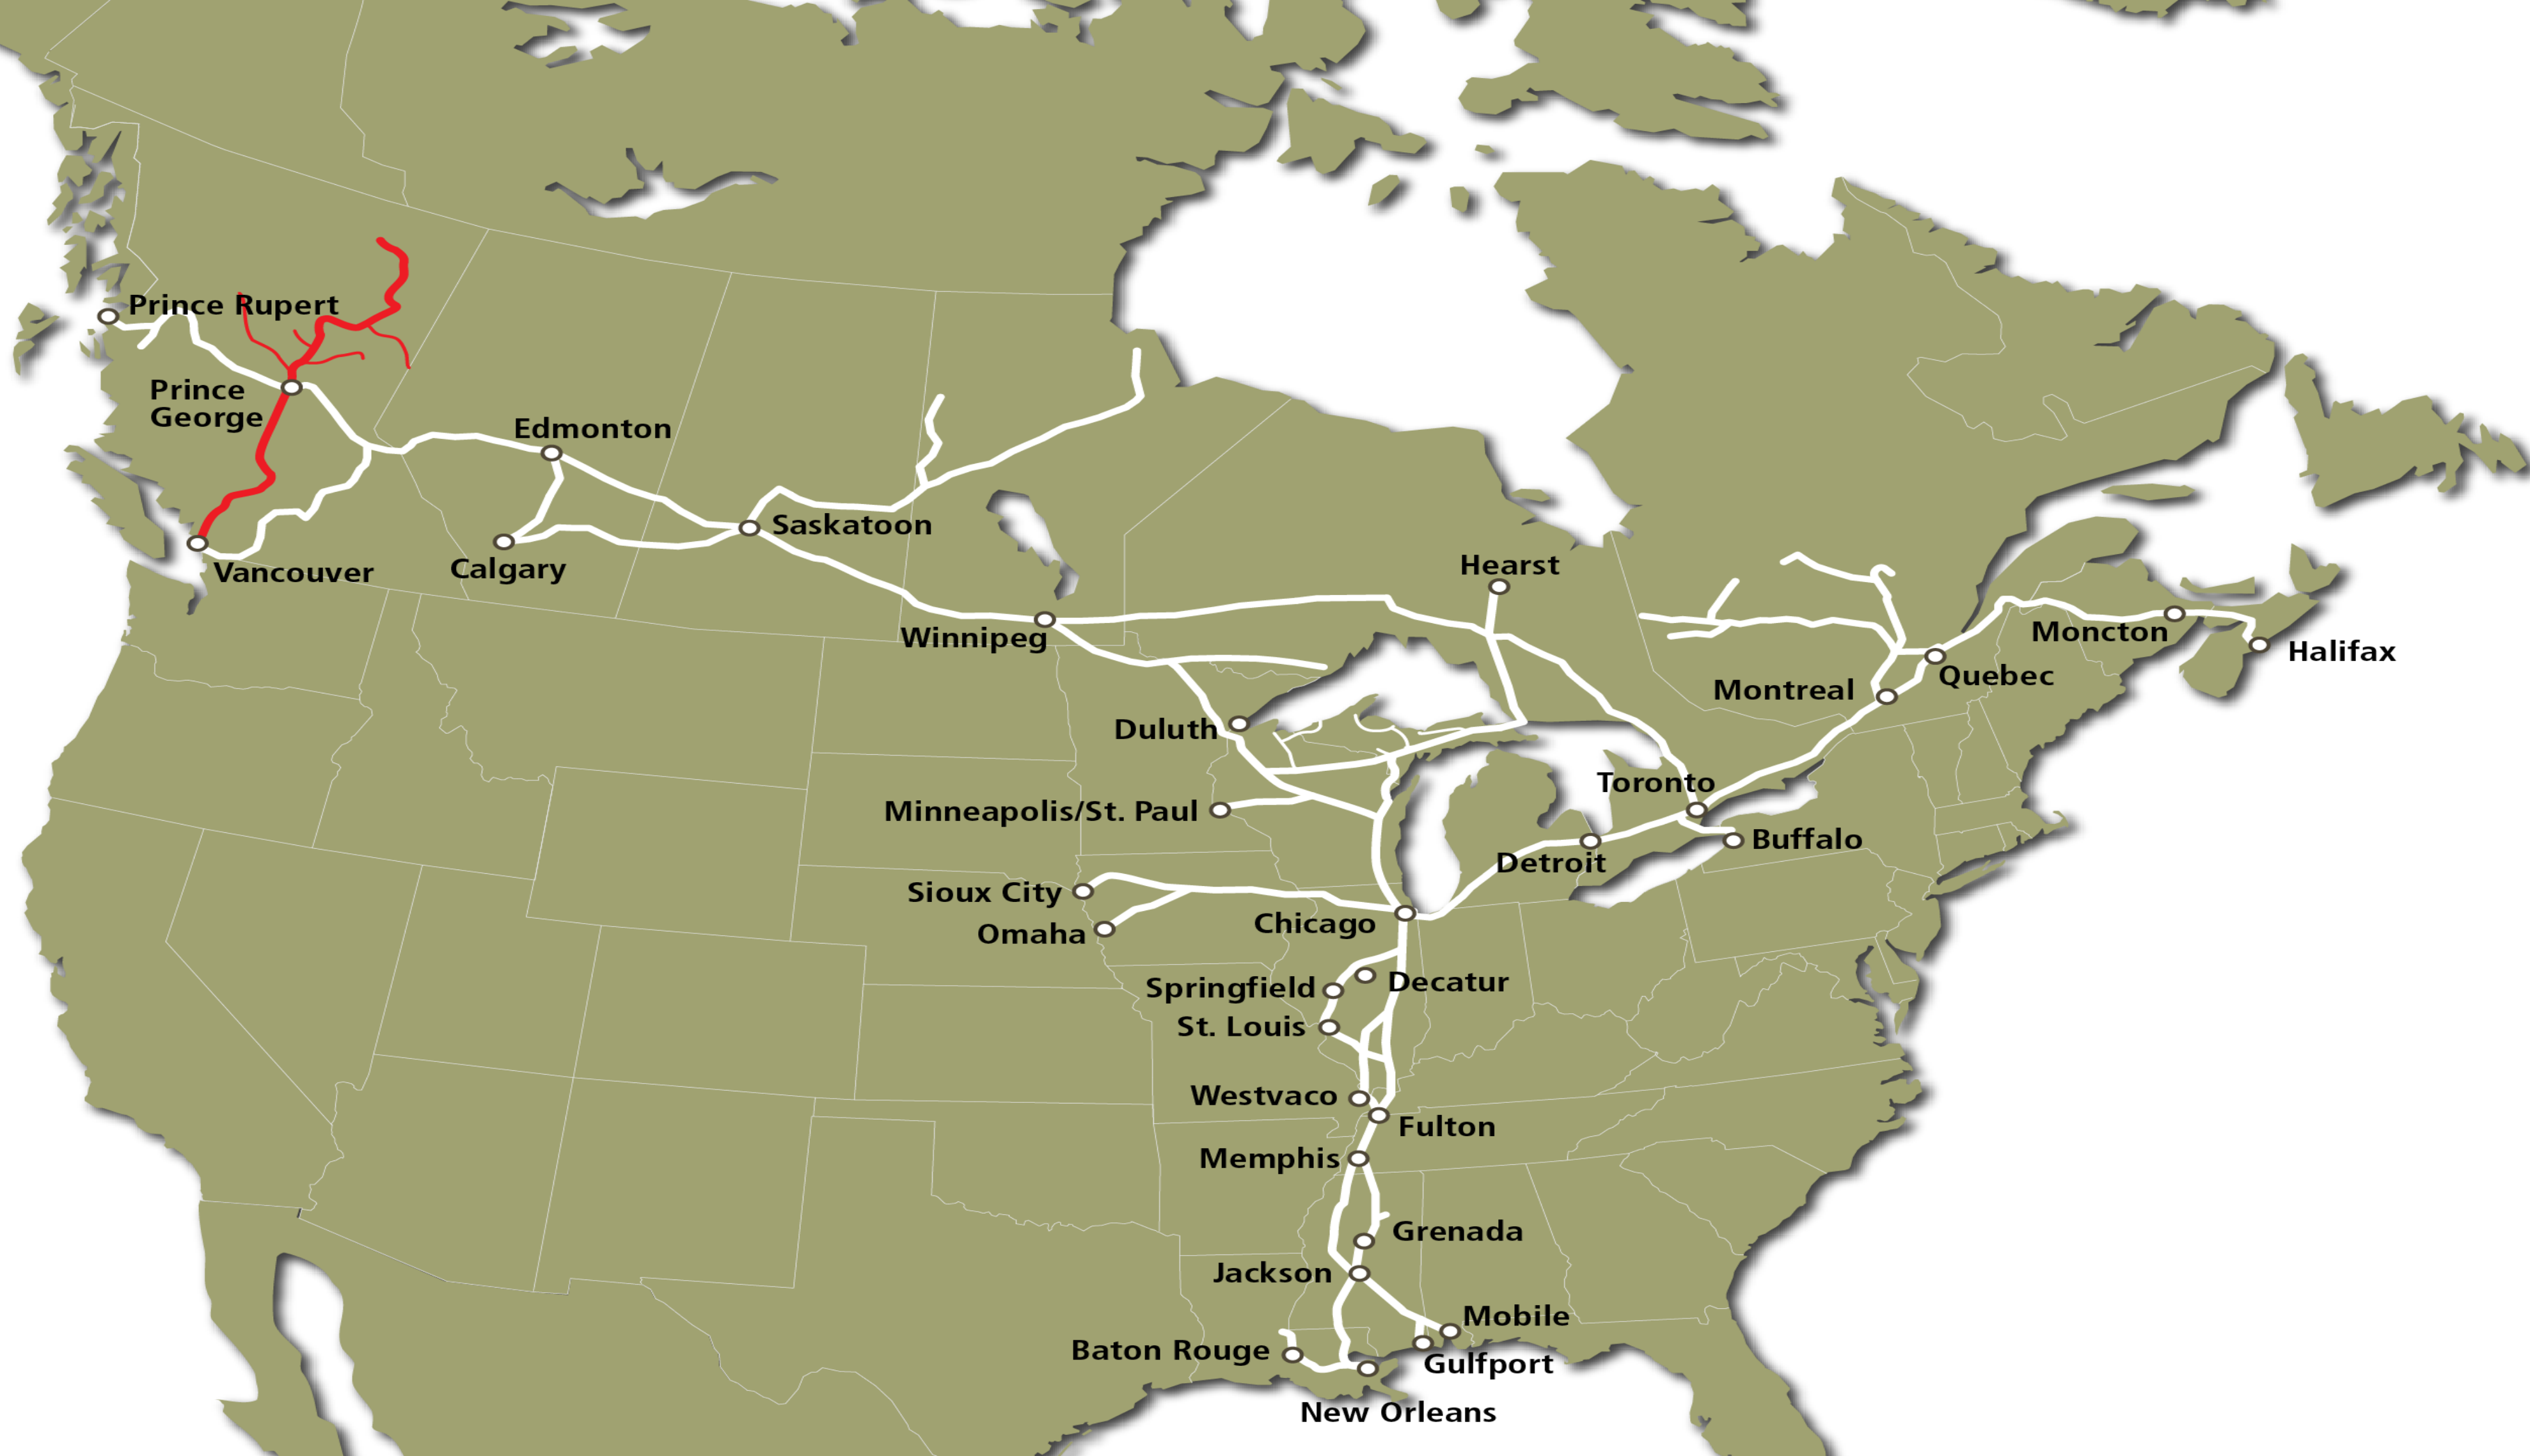 Prince Rupert
Prince
George
Edmonton
Saskatoon
Vancouver
Calgary
Hearst
Winnipeg
Moncton
Halifax
Quebec
Montreal
Duluth
Toronto
Minneapolis/St. Paul
Buffalo
Detroit
Sioux City
Chicago
Omaha
Decatur
Springfield
St. Louis
Westvaco
Fulton
Memphis
Grenada
Jackson
Mobile
Baton Rouge
Gulfport
New Orleans